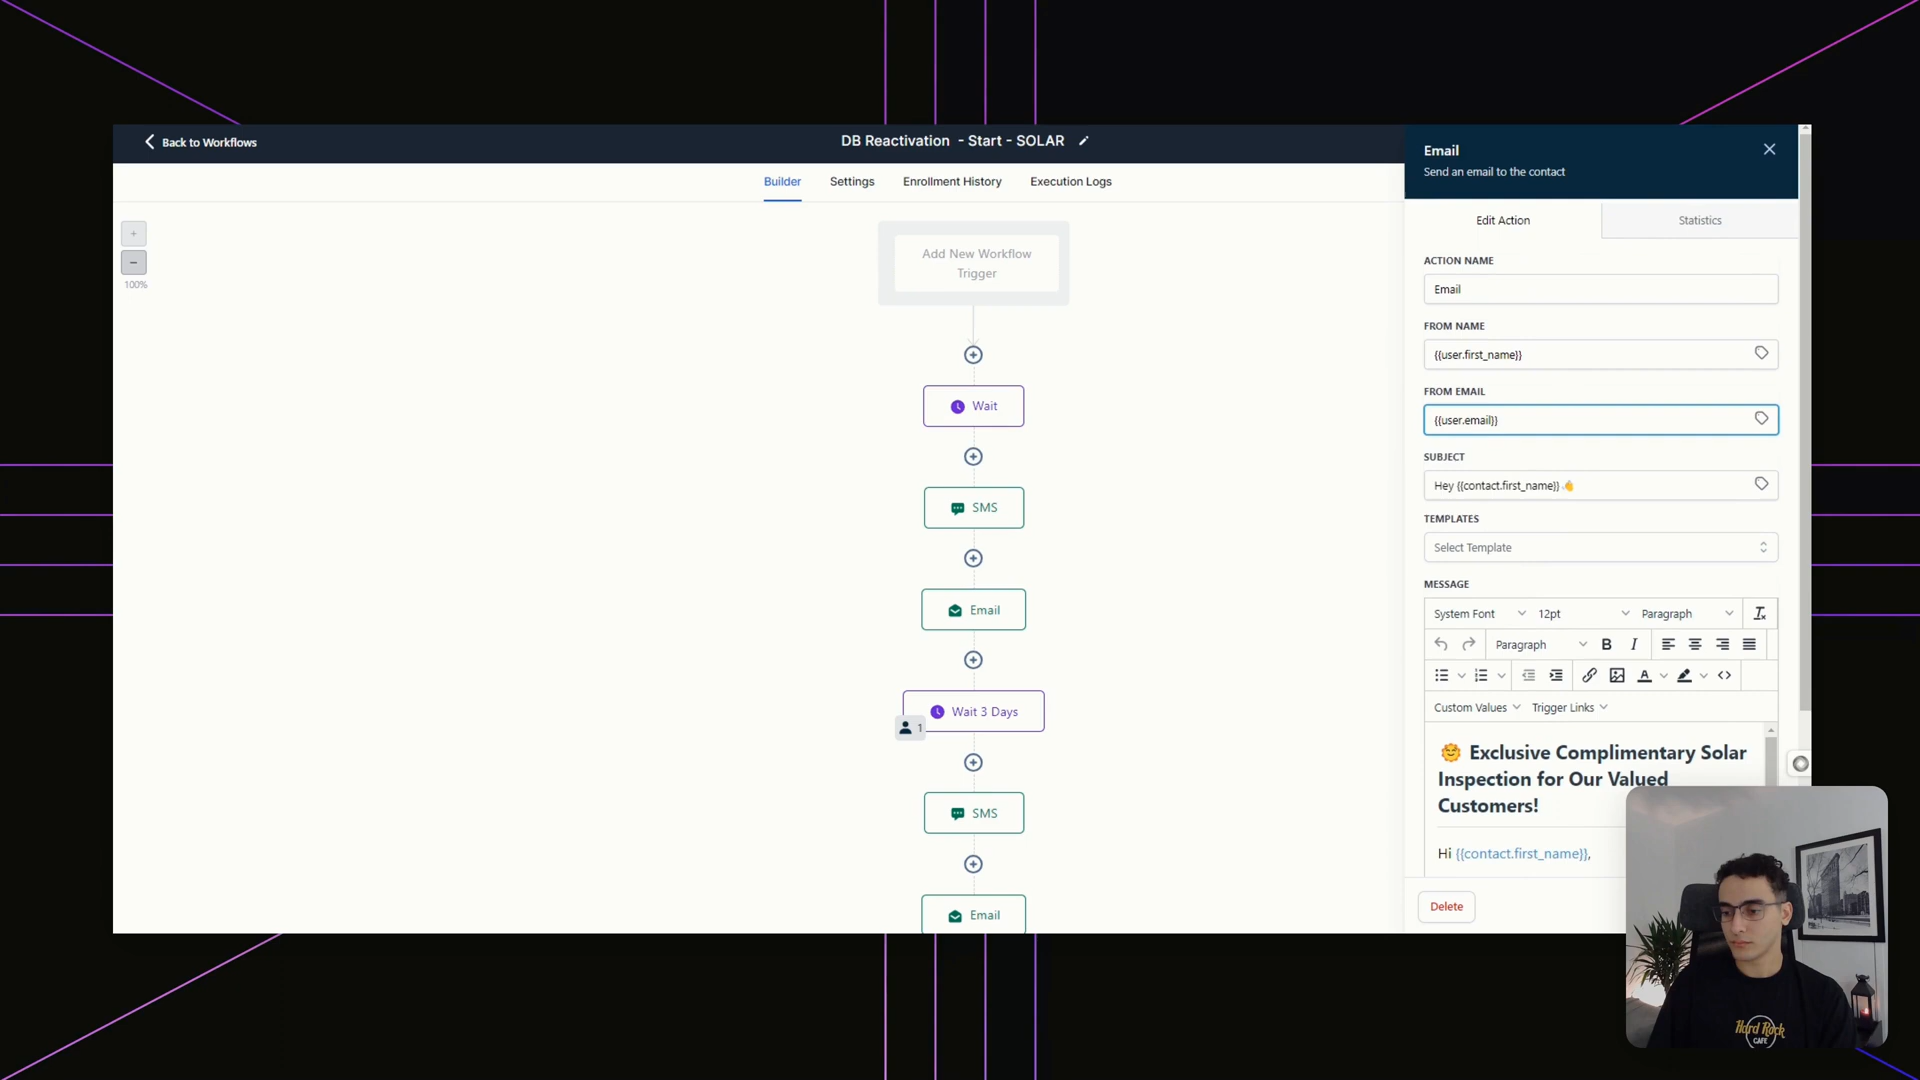 Back to Workflows
DB Reactivation - Start - SOLAR
Builder
Settings
Enrollment History
Execution Logs
100%
Add New Workflow
Trigger
Wait
SMS
Email
Wait 3 Days
1
SMS
Email
Email
Send an email to the contact
Edit Action
Statistics
ACTION NAME
Email
FROM NAME
{{user.first_name}}
FROM EMAIL
{{user.email}}
SUBJECT
Hey {{contact.first_name}} 👋
TEMPLATES
Select Template
MESSAGE
System Font
12pt
Paragraph
Paragraph
B
I
A
Custom Values
Trigger Links
🌞 Exclusive Complimentary Solar
Inspection for Our Valued
Customers!
Hi {{contact.first_name}},
Delete
Hard Rock
CAFE